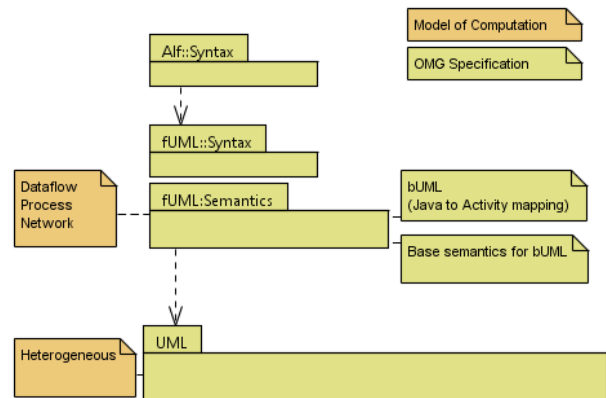 Model of Computation
Alf::Syntax
OMG Specification
fUML::Syntax
Dataflow
Process
Network
fUML:Semantics
bUML
(Java to Activity mapping)
Base semantics for bUML
UML
Heterogeneous